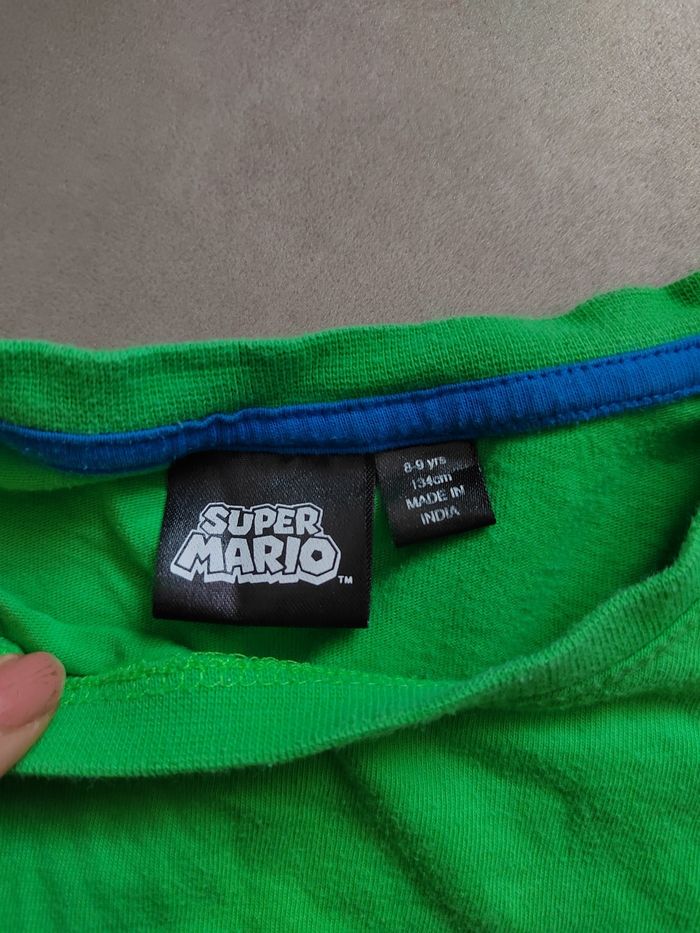 SUPER
MARIO
TM
8-9 yrs
134cm
MADE IN
INDIA